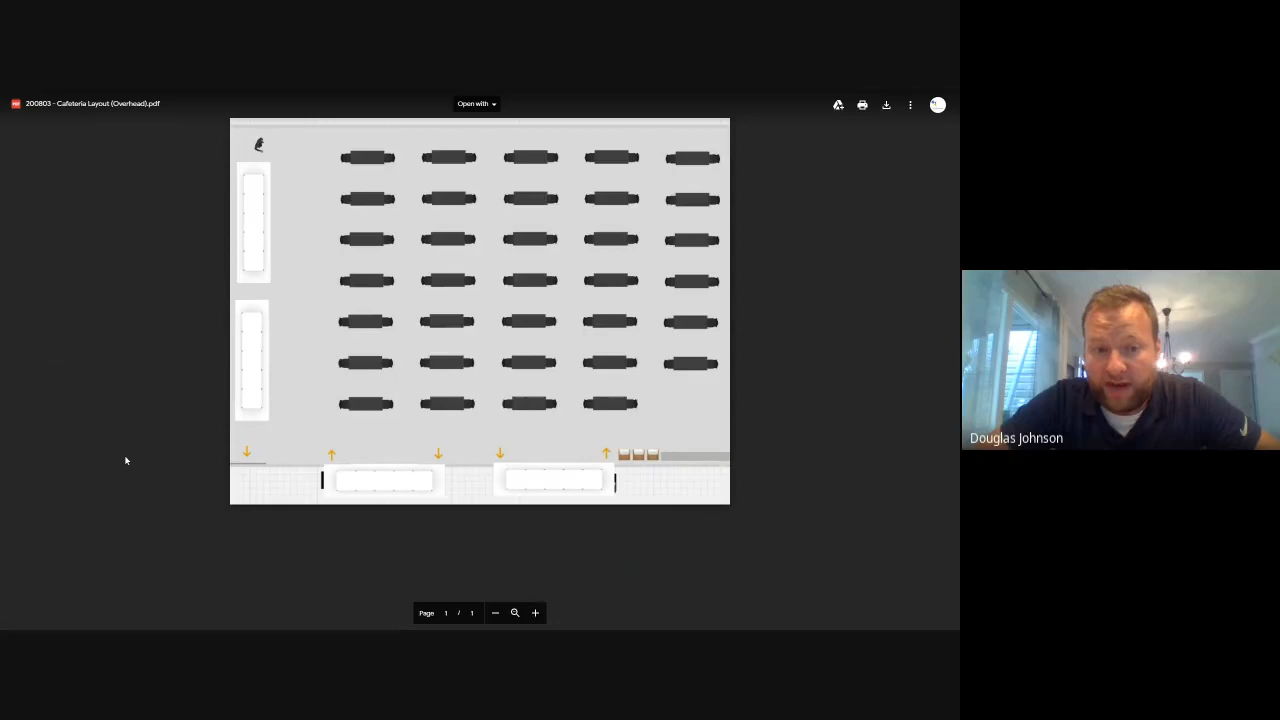 200803 - Cafeteria Layout (Overhead).pdf
Open with
Douglas Johnson
Page 1 / 1